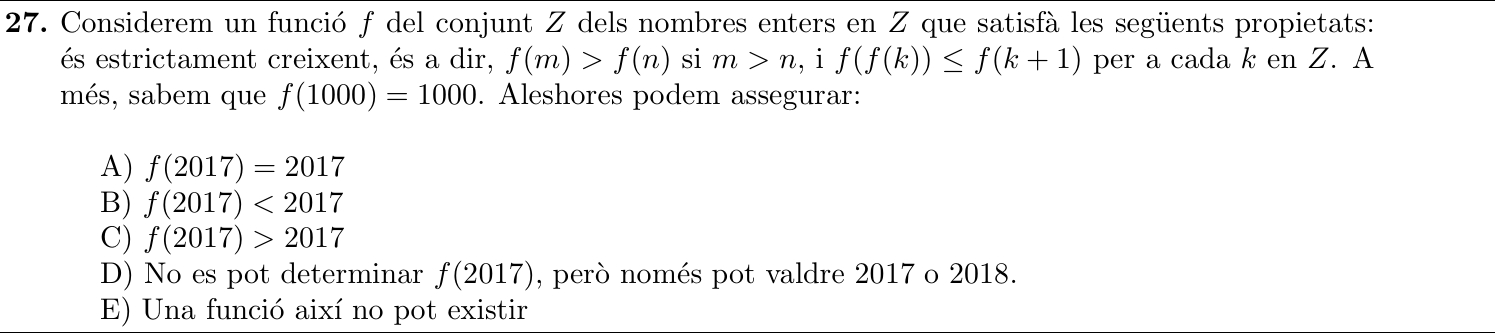 27. Considerem un funció f del conjunt Z dels nombres enters en Z que satisfà les següents propietats:
és estrictament creixent, és a dir, f(m) > f(n) si m > n, i f(f(k)) ≤ f(k + 1) per a cada k en Z. A
més, sabem que f(1000) = 1000. Aleshores podem assegurar:
A) f(2017) = 2017
B) f(2017) < 2017
C) f(2017) > 2017
D) No es pot determinar f(2017), però només pot valdre 2017 o 2018.
E) Una funció així no pot existir